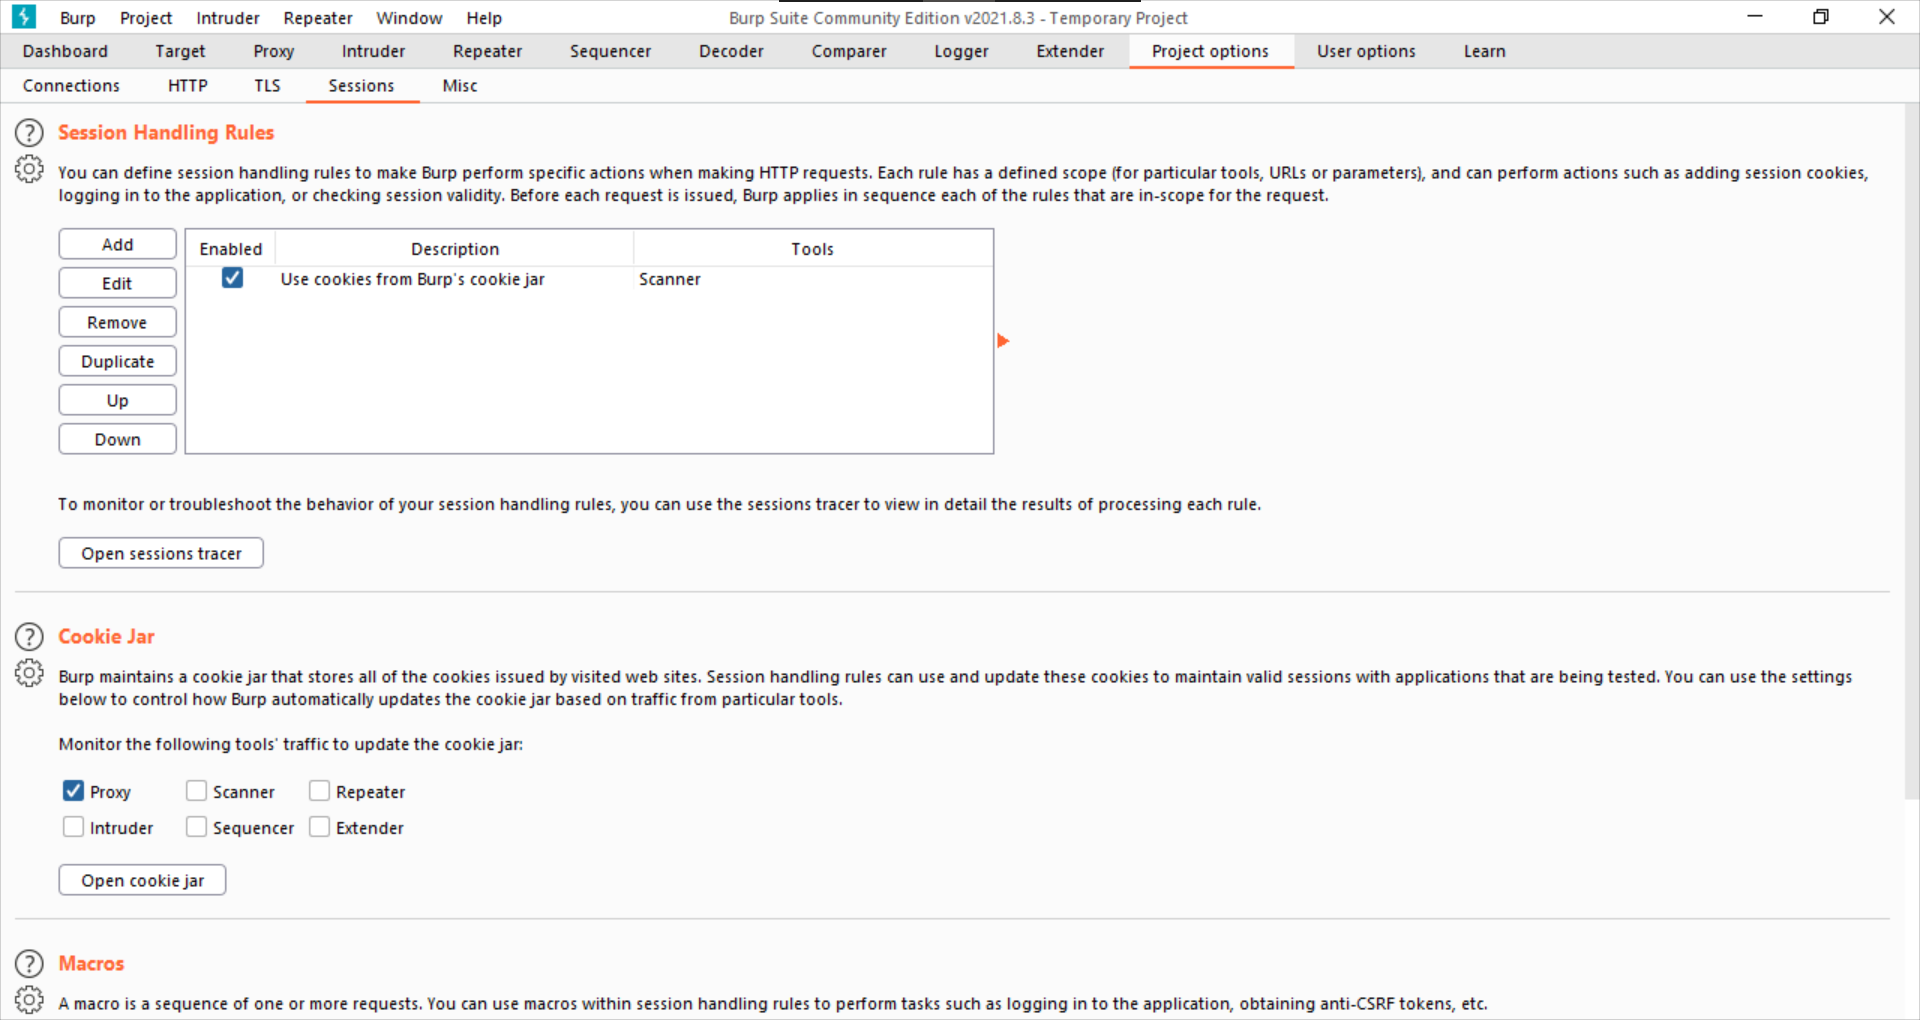 Burp Project Intruder Repeater Window Help Burp Suite Community Edition v2021.8.3 - Temporary Project
Dashboard Target Proxy Intruder Repeater Sequencer Decoder Comparer Logger Extender Project options User options Learn
Connections HTTP TLS Sessions Misc
? Session Handling Rules
You can define session handling rules to make Burp perform specific actions when making HTTP requests. Each rule has a defined scope (for particular tools, URLs or parameters), and can perform actions such as adding session cookies,
logging in to the application, or checking session validity. Before each request is issued, Burp applies in sequence each of the rules that are in-scope for the request.
Add
Edit
Remove
Duplicate
Up
Down
Enabled Description Tools
Use cookies from Burp's cookie jar Scanner
To monitor or troubleshoot the behavior of your session handling rules, you can use the sessions tracer to view in detail the results of processing each rule.
Open sessions tracer
? Cookie Jar
Burp maintains a cookie jar that stores all of the cookies issued by visited web sites. Session handling rules can use and update these cookies to maintain valid sessions with applications that are being tested. You can use the settings
below to control how Burp automatically updates the cookie jar based on traffic from particular tools.
Monitor the following tools' traffic to update the cookie jar:
Proxy Scanner Repeater
Intruder Sequencer Extender
Open cookie jar
? Macros
A macro is a sequence of one or more requests. You can use macros within session handling rules to perform tasks such as logging in to the application, obtaining anti-CSRF tokens, etc.